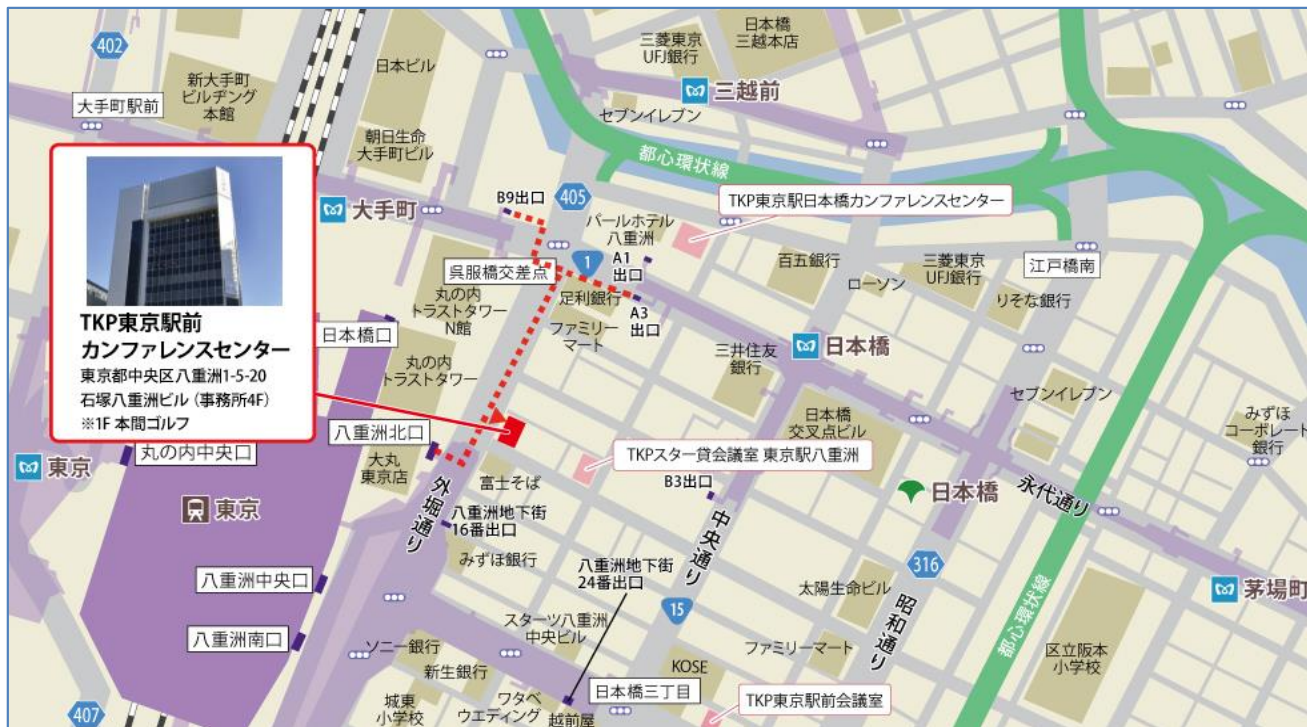 402
新大手町
ビルヂング
本館
日本ビル
三菱東京
UFJ銀行
日本橋
三越本店
三越前
セブンイレブン
大手町駅前
朝日生命
大手町ビル
都心環状線
TKP東京駅前
カンファレンスセンター
東京都中央区八重洲1-5-20
石塚八重洲ビル (事務所4F)
※1F 本間ゴルフ
大手町
B9出口
405
パールホテル
八重洲
TKP東京駅日本橋カンファレンスセンター
A1
出口
呉服橋交差点
1
百五銀行
ローソン
三菱東京
UFJ銀行
江戸橋南
りそな銀行
足利銀行
A3
出口
ファミリー
マート
丸の内
トラストタワー
N館
日本橋口
丸の内
トラストタワー
三井住友
銀行
日本橋
セブンイレブン
日本橋
交叉点ビル
みずほ
コーポレート
銀行
八重洲北口
丸の内中央口
東京
東京
大丸
東京店
外堀通り
富士そば
TKPスター貸会議室 東京駅八重洲
B3出口
中央通り
日本橋
永代通り
八重洲地下街
16番出口
みずほ銀行
八重洲地下街
24番出口
316
太陽生命ビル
昭和通り
茅場町
都心環状線
八重洲中央口
八重洲南口
15
スターツ八重洲
中央ビル
ソニー銀行
新生銀行
KOSE
ファミリーマート
区立阪本
小学校
407
城東
小学校
ワタベ
ウエディング
越前屋
日本橋三丁目
TKP東京駅前会議室